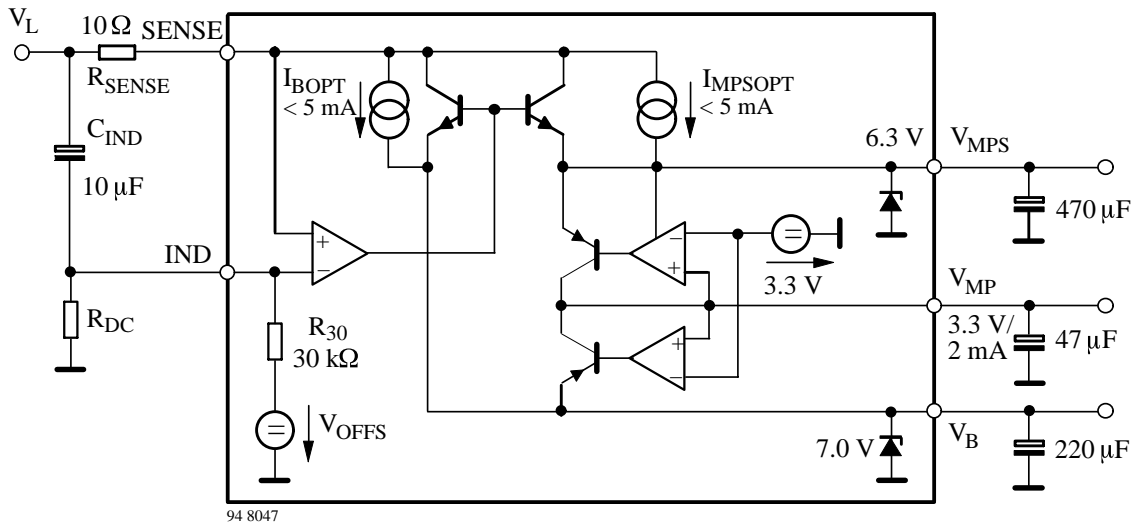 V_L
10 Ω
SENSE
R_SENSE
I_BOPT
< 5 mA
I_MPSOPT
< 5 mA
C_IND
10 µF
6.3 V
V_MPS
470 µF
+
−
−
+
=
3.3 V
IND
R_DC
R_30
30 kΩ
V_MP
3.3 V/
2 mA
47 µF
+
−
=
V_OFFS
7.0 V
V_B
220 µF
94 8047